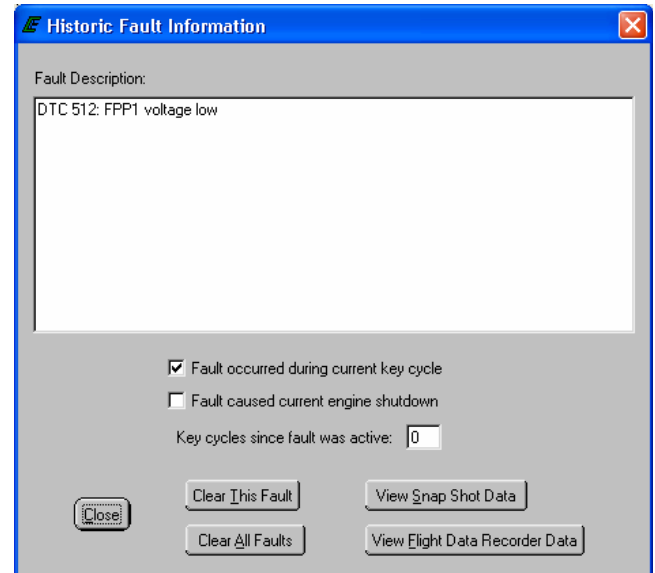 Historic Fault Information
Fault Description:
DTC 512: FPP1 voltage low
Fault occurred during current key cycle
Fault caused current engine shutdown
Key cycles since fault was active: 0
Clear This Fault View Snap Shot Data
Close
Clear All Faults View Flight Data Recorder Data